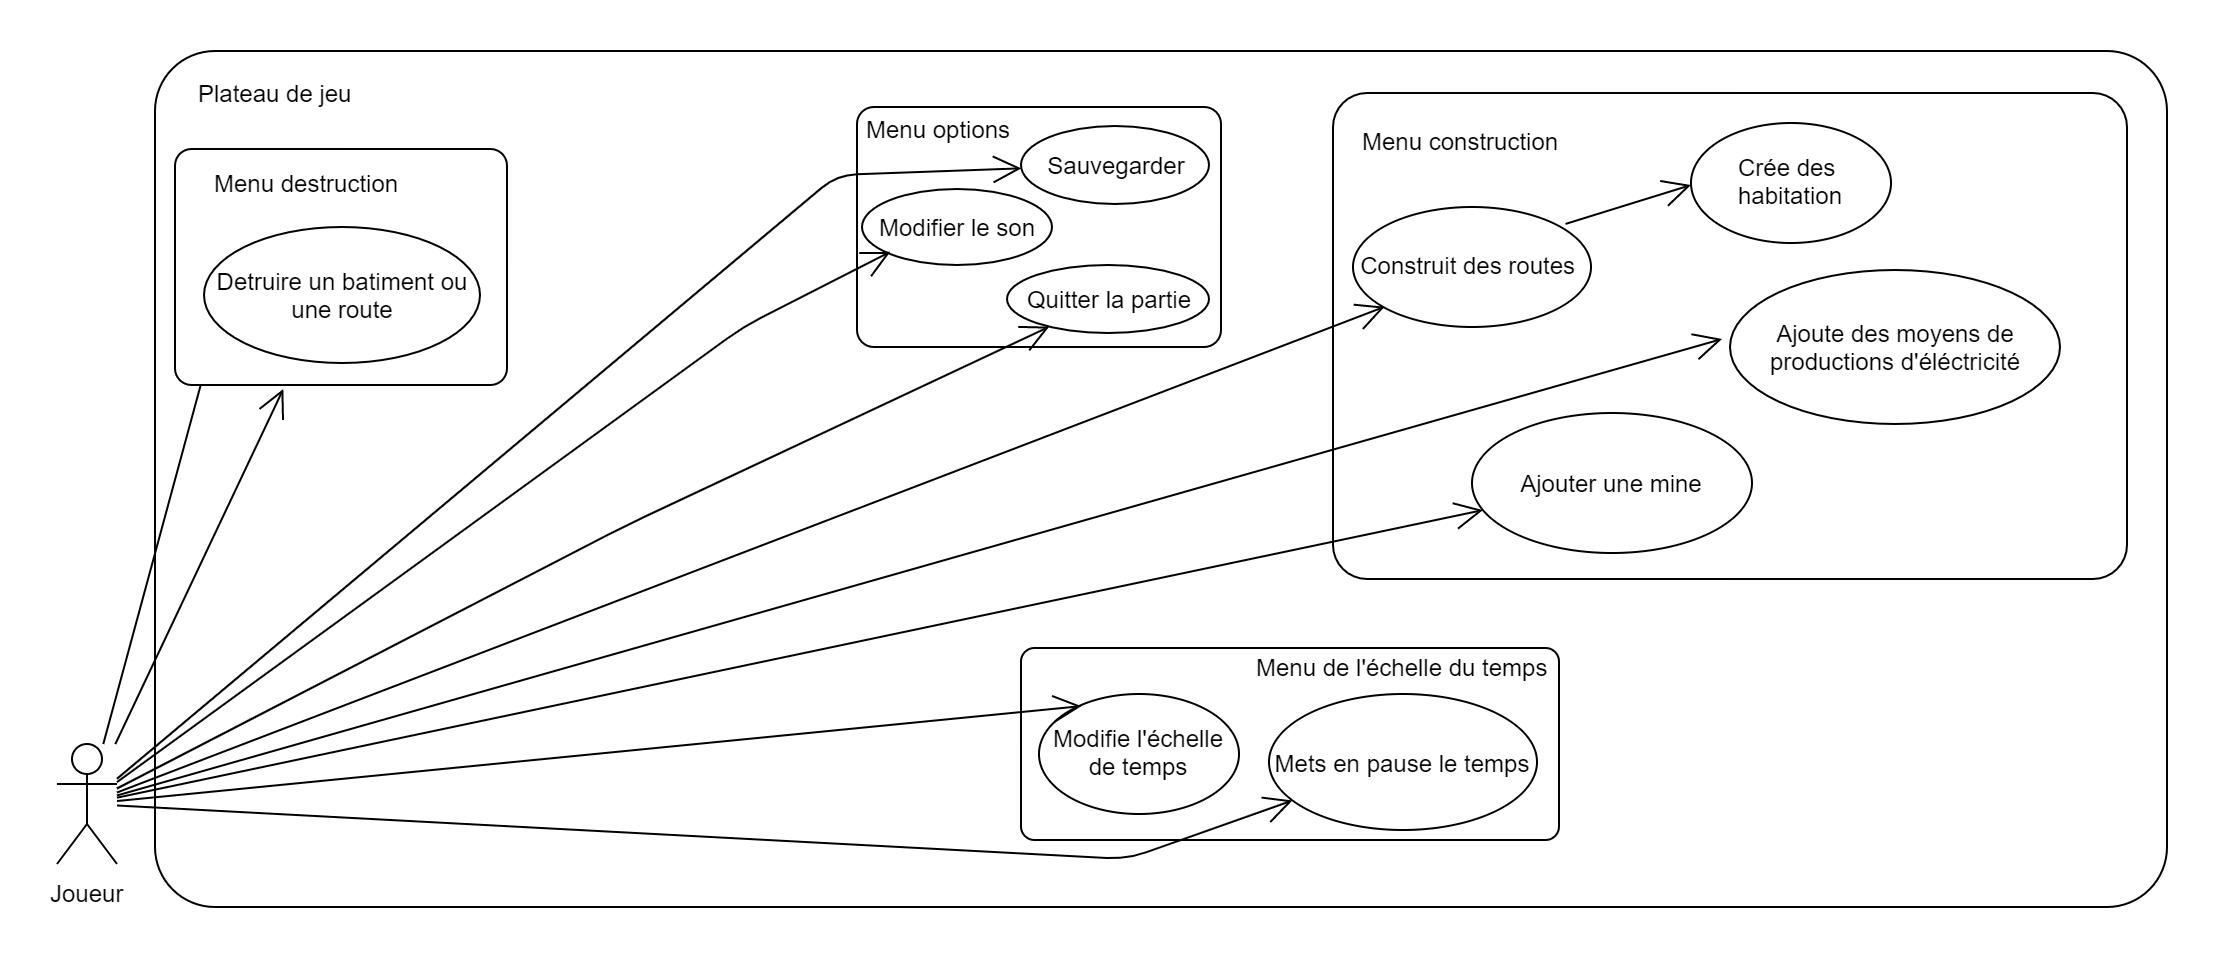 Plateau de jeu
Menu destruction
Detruire un batiment ou
une route
Menu options
Sauvegarder
Modifier le son
Quitter la partie
Menu construction
Crée des
habitation
Construit des routes
Ajoute des moyens de
productions d'éléctricité
Ajouter une mine
Menu de l'échelle du temps
Modifie l'échelle
de temps
Mets en pause le temps
Joueur